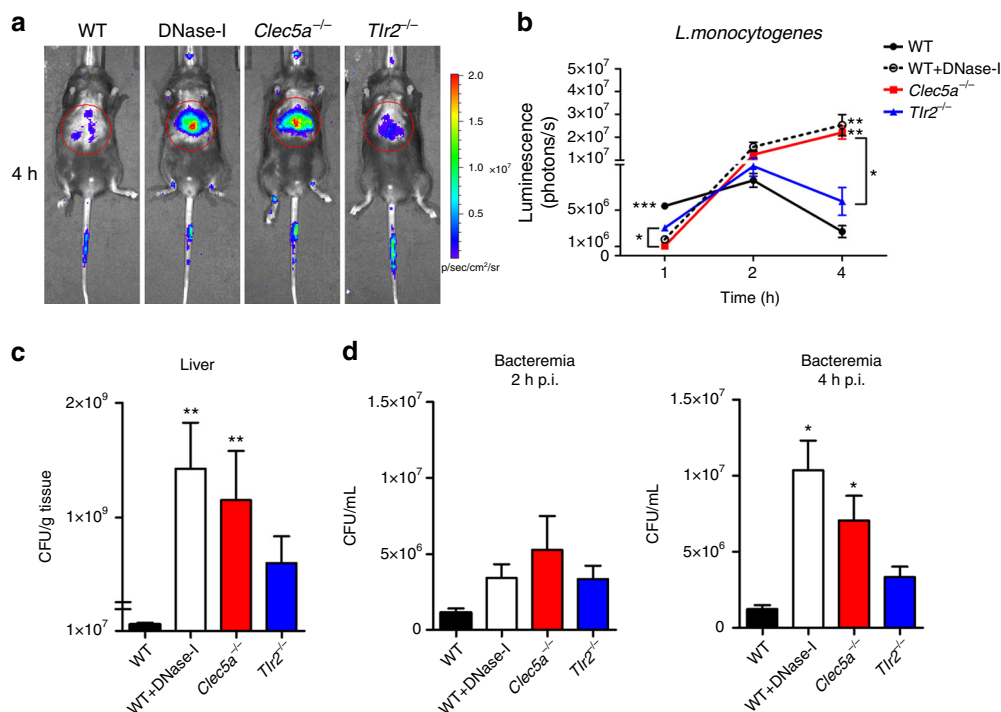 a
WT
DNase-I
Clec5a⁻/⁻
Tlr2⁻/⁻
4 h
2.0
1.5
×10⁷
1.0
0.5
p/sec/cm²/sr
b
L.monocytogenes
WT
WT+DNase-I
Clec5a⁻/⁻
Tlr2⁻/⁻
Luminescence
(photons/s)
5×10⁷
3×10⁷
2×10⁷
1×10⁷
5×10⁶
1×10⁶
0
***
*
**
**
*
1
2
4
Time (h)
c
Liver
CFU/g tissue
2×10⁹
1×10⁹
1×10⁷
**
**
WT
WT+DNase-I
Clec5a⁻/⁻
Tlr2⁻/⁻
d
Bacteremia
2 h p.i.
CFU/mL
1.5×10⁷
1×10⁷
5×10⁶
0
WT
WT+DNase-I
Clec5a⁻/⁻
Tlr2⁻/⁻
Bacteremia
4 h p.i.
CFU/mL
1.5×10⁷
1×10⁷
5×10⁶
0
*
*
WT
WT+DNase-I
Clec5a⁻/⁻
Tlr2⁻/⁻